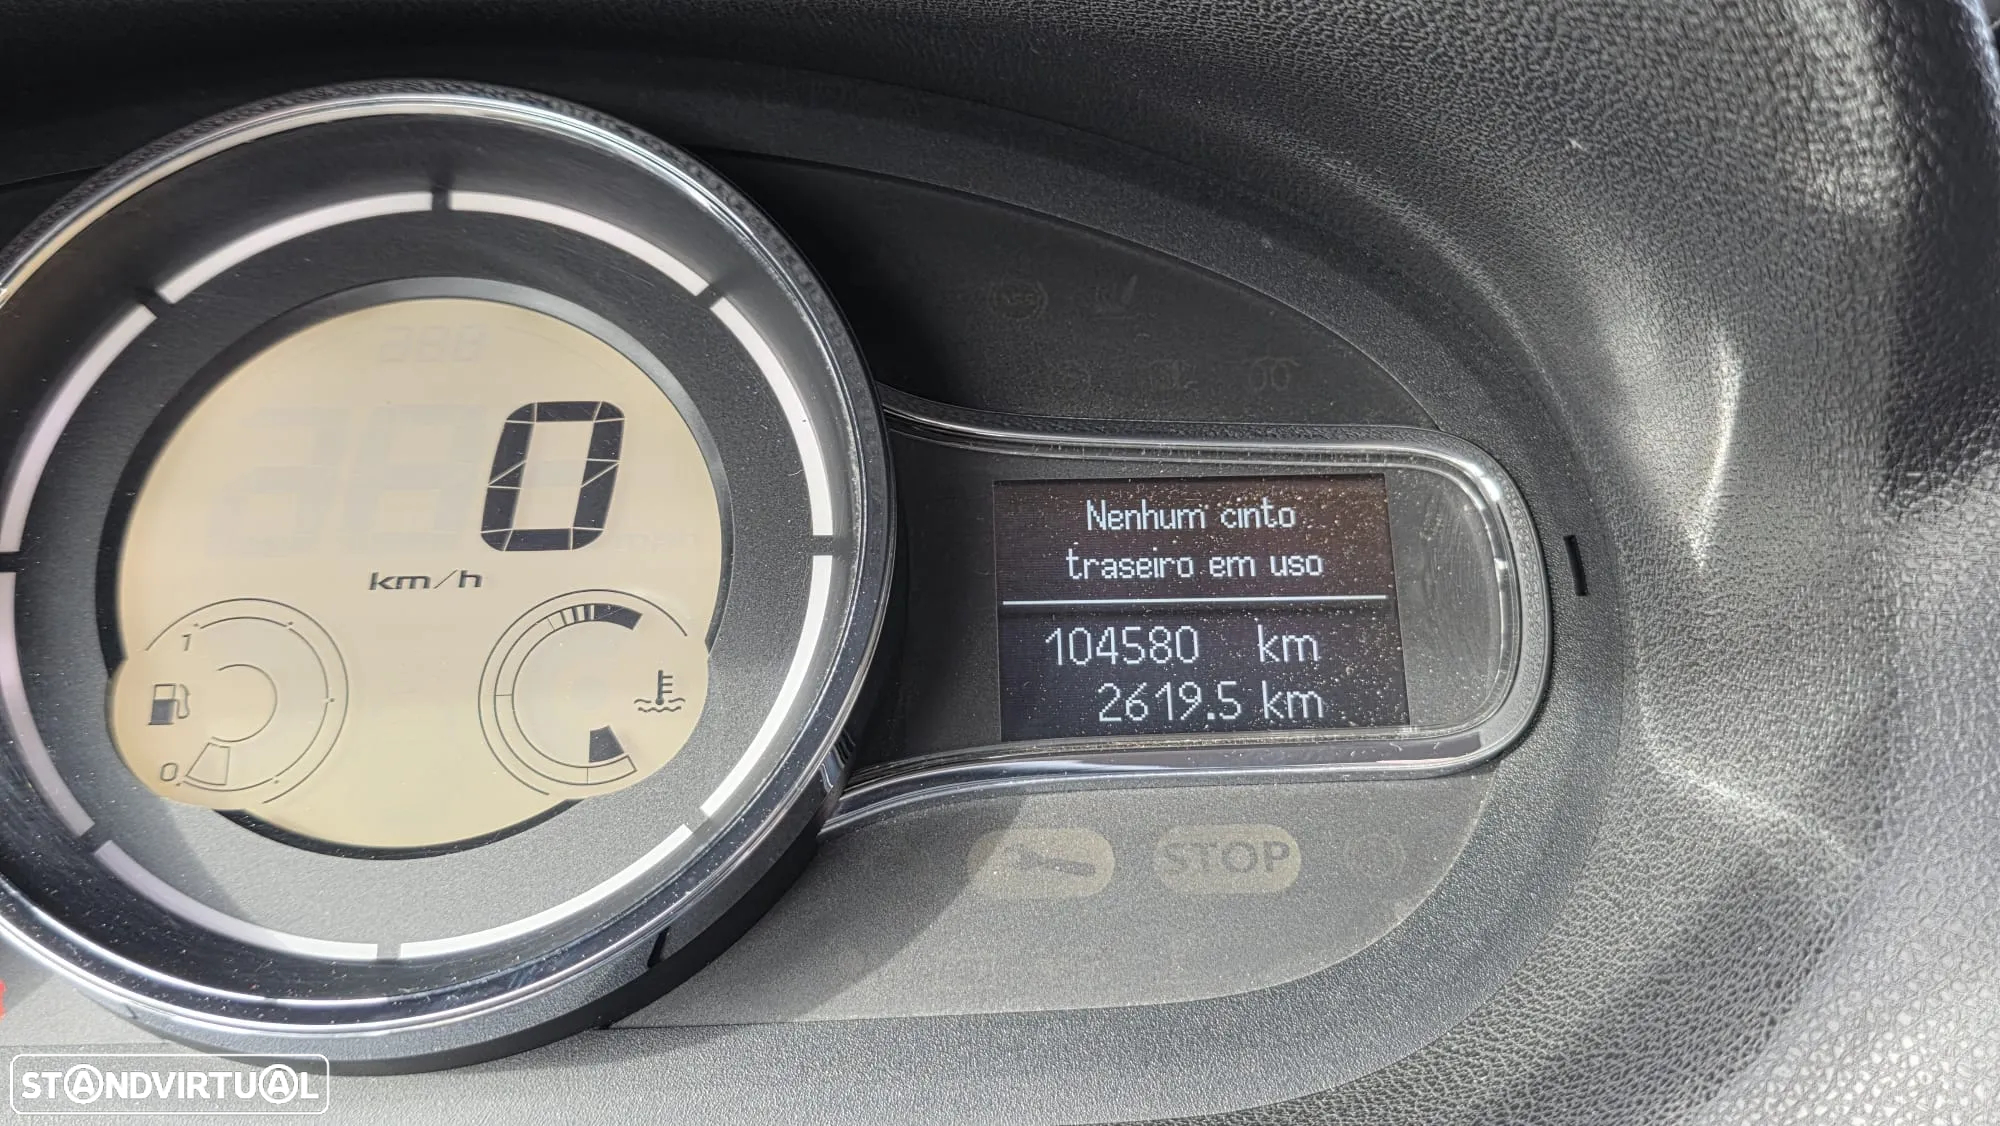 0
km/h
1
0
Nenhum cinto
traseiro em uso
104580 km
2619.5 km
STOP
STANDVIRTUAL